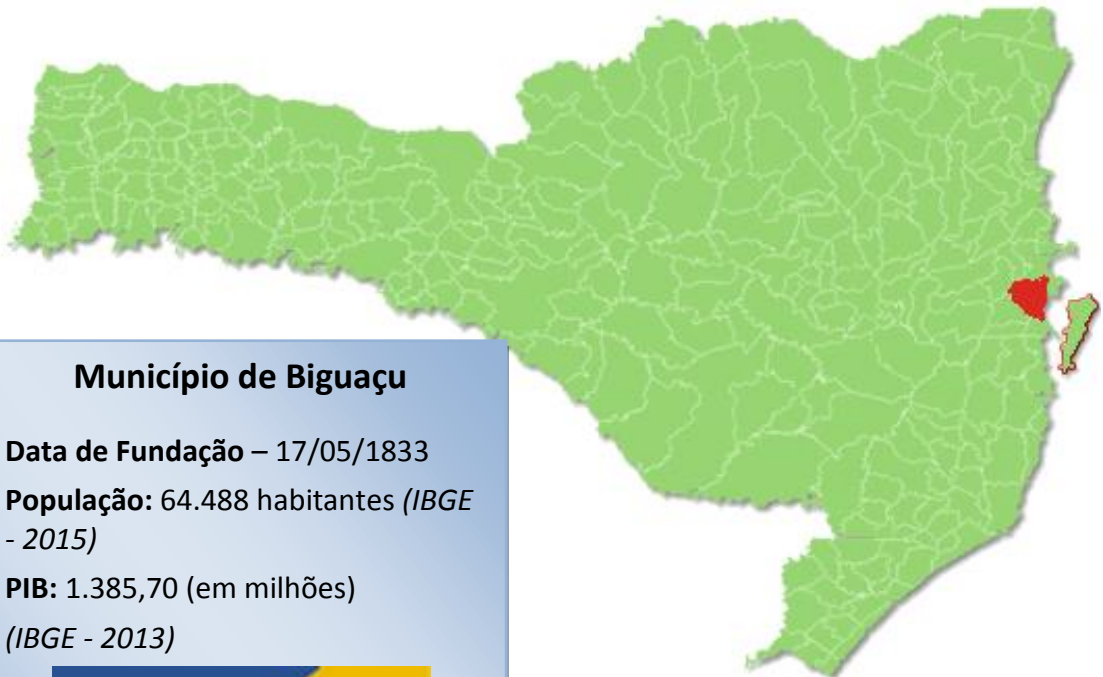 Município de Biguaçu
Data de Fundação – 17/05/1833
População: 64.488 habitantes (IBGE
- 2015)
PIB: 1.385,70 (em milhões)
(IBGE - 2013)